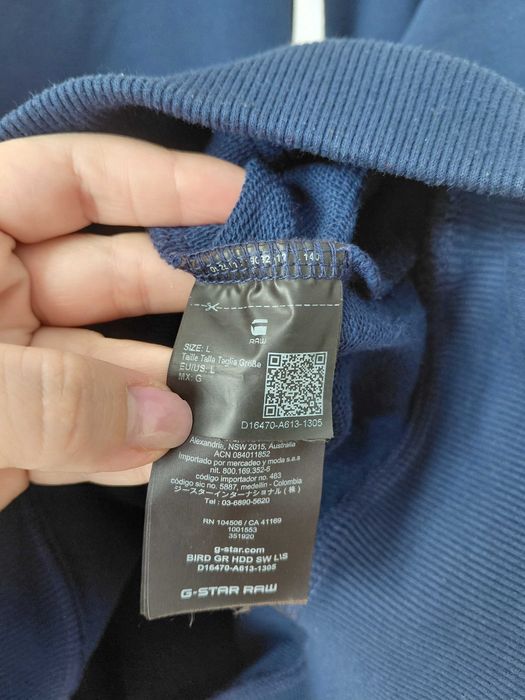 RAW
SIZE: L
Taille Talla Taglia Größe
EU/US: L
MX: G
D16470-A613-1305
Alexandria, NSW 2015, Australia
ACN 084011852
Importado por mercadeo y moda s.a.s
nit. 800.169.352-6
código importador no. 483
código sic no. 5887, medellin - Colombia
ジースターインターナショナル (株)
Tel : 03-6890-5620
RN 104506 / CA 41169
1001553
351920
g-star.com
BIRD GR HDD SW L\S
D16470-A613-1305
G-STAR RAW